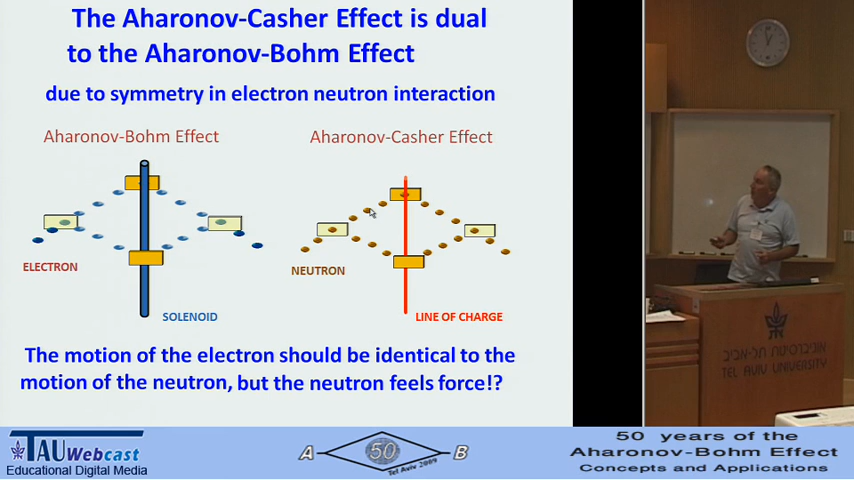 The Aharonov-Casher Effect is dual
to the Aharonov-Bohm Effect
due to symmetry in electron neutron interaction
Aharonov-Bohm Effect
Aharonov-Casher Effect
ELECTRON
NEUTRON
SOLENOID
LINE OF CHARGE
The motion of the electron should be identical to the
motion of the neutron, but the neutron feels force!?
אוניברסיטת תל-אביב
TEL AVIV UNIVERSITY
TAU Webcast
Educational Digital Media
A 50 B
Tel Aviv 2009
50 years of the
Aharonov-Bohm Effect
Concepts and Applications